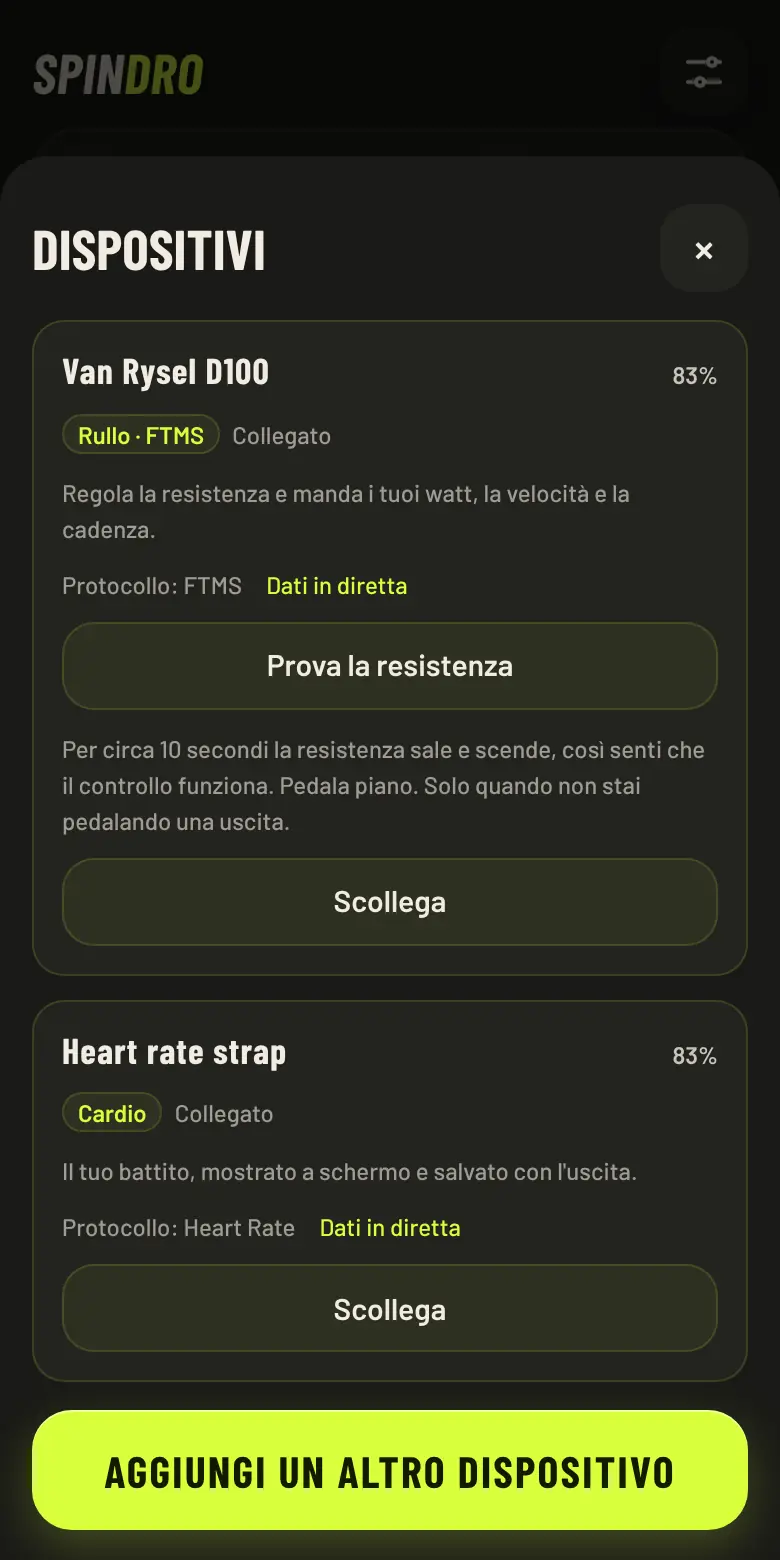 SPINDRO
DISPOSITIVI
×
Van Rysel D100
83%
Rullo · FTMS Collegato
Regola la resistenza e manda i tuoi watt, la velocità e la
cadenza.
Protocollo: FTMS Dati in diretta
Prova la resistenza
Per circa 10 secondi la resistenza sale e scende, così senti che
il controllo funziona. Pedala piano. Solo quando non stai
pedalando una uscita.
Scollega
Heart rate strap
83%
Cardio Collegato
Il tuo battito, mostrato a schermo e salvato con l'uscita.
Protocollo: Heart Rate Dati in diretta
Scollega
AGGIUNGI UN ALTRO DISPOSITIVO